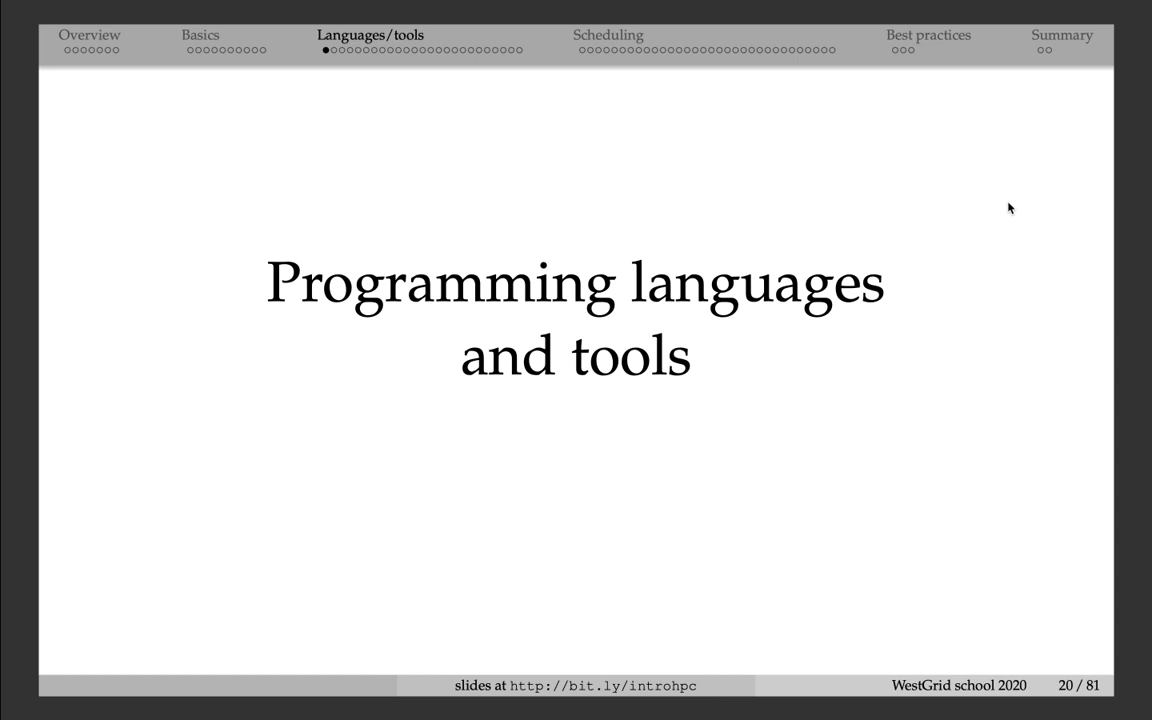 Overview Basics Languages/tools Scheduling Best practices Summary
Programming languages
and tools
slides at http://bit.ly/introhpc WestGrid school 2020 20 / 81